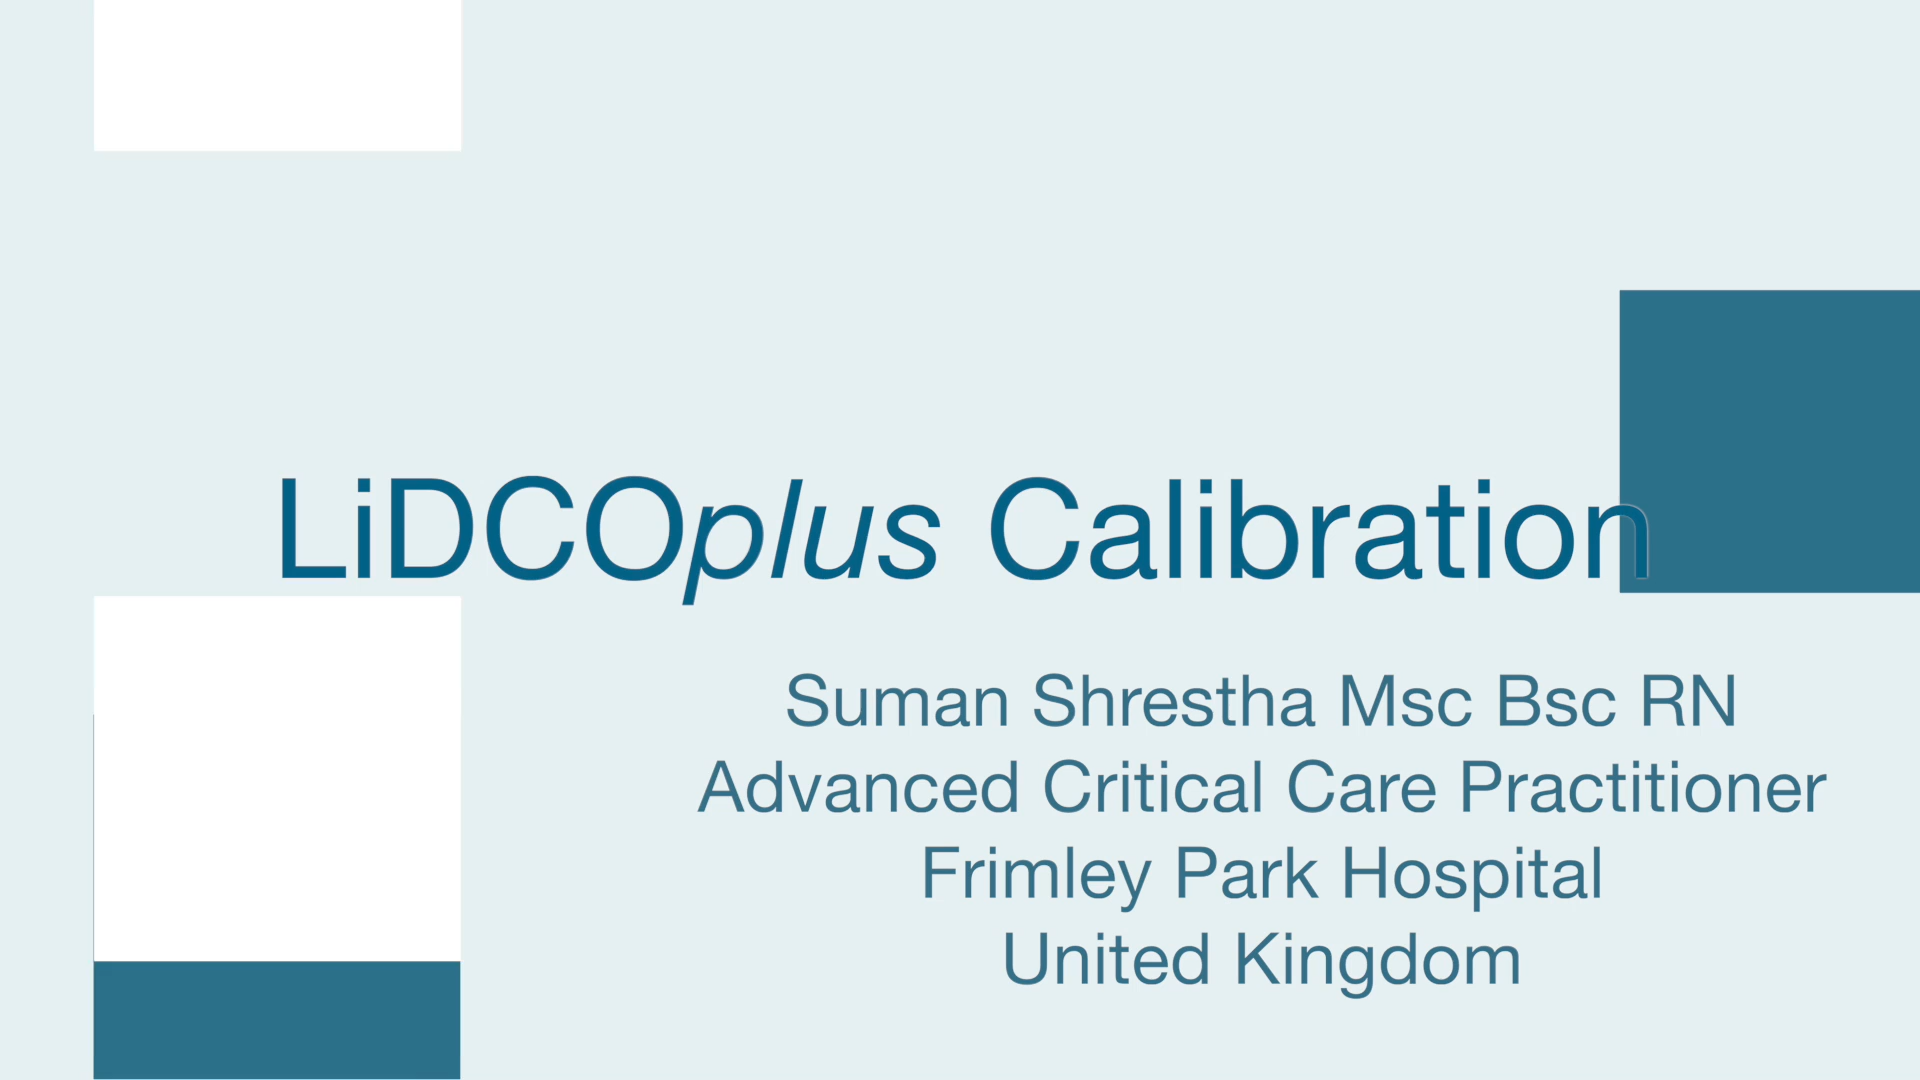 LiDCOplus Calibration
Suman Shrestha Msc Bsc RN
Advanced Critical Care Practitioner
Frimley Park Hospital
United Kingdom